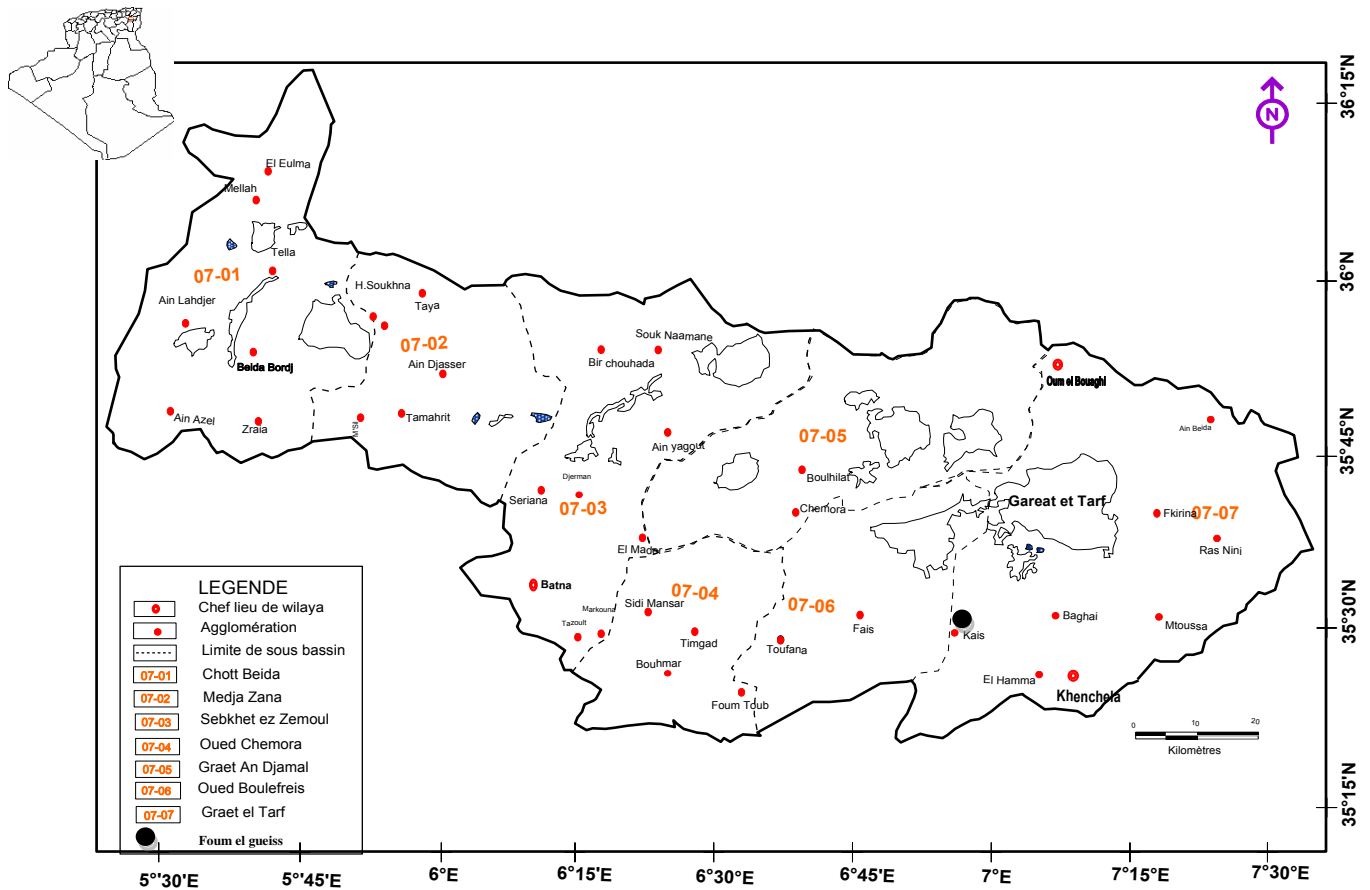 N
36°15'N
El Eulma
Mellah
Tella
07-01
36°N
H.Soukhna
Ain Lahdjer
Taya
Souk Naamane
07-02
Bir chouhada
Beida Bordj
Ain Djasser
Oum el Bouaghi
Ain Azel
Zraia
M'Sil
Tamahrit
Ain Beida
07-05
Ain yagout
35°45'N
Boulhilat
Djerman
Seriana
07-03
Chemora
Gareat et Tarf
Fkirina
07-07
El Mader
Ras Nini
Batna
07-04
07-06
Sidi Mansar
Markouna
Tazoult
Timgad
Toufana
Fais
Kais
Baghai
Mtoussa
35°30'N
Bouhmar
Foum Toub
El Hamma
Khenchela
0 10 20
Kilomètres
LEGENDE
Chef lieu de wilaya
Agglomération
Limite de sous bassin
07-01 Chott Beida
07-02 Medja Zana
07-03 Sebkhet ez Zemoul
07-04 Oued Chemora
07-05 Graet An Djamal
07-06 Oued Boulefreis
07-07 Graet el Tarf
Foum el gueiss
35°15'N
5°30'E 5°45'E 6°E 6°15'E 6°30'E 6°45'E 7°E 7°15'E 7°30'E